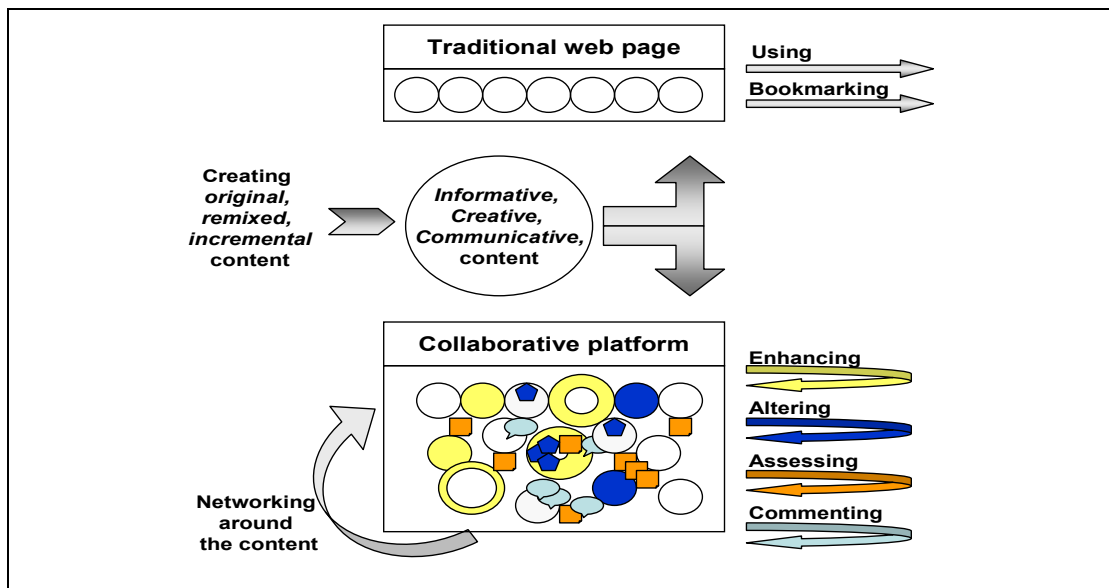 Traditional web page
Using
Bookmarking
Creating
original,
remixed,
incremental
content
Informative,
Creative,
Communicative,
content
Collaborative platform
Enhancing
Altering
Assessing
Commenting
Networking
around
the content